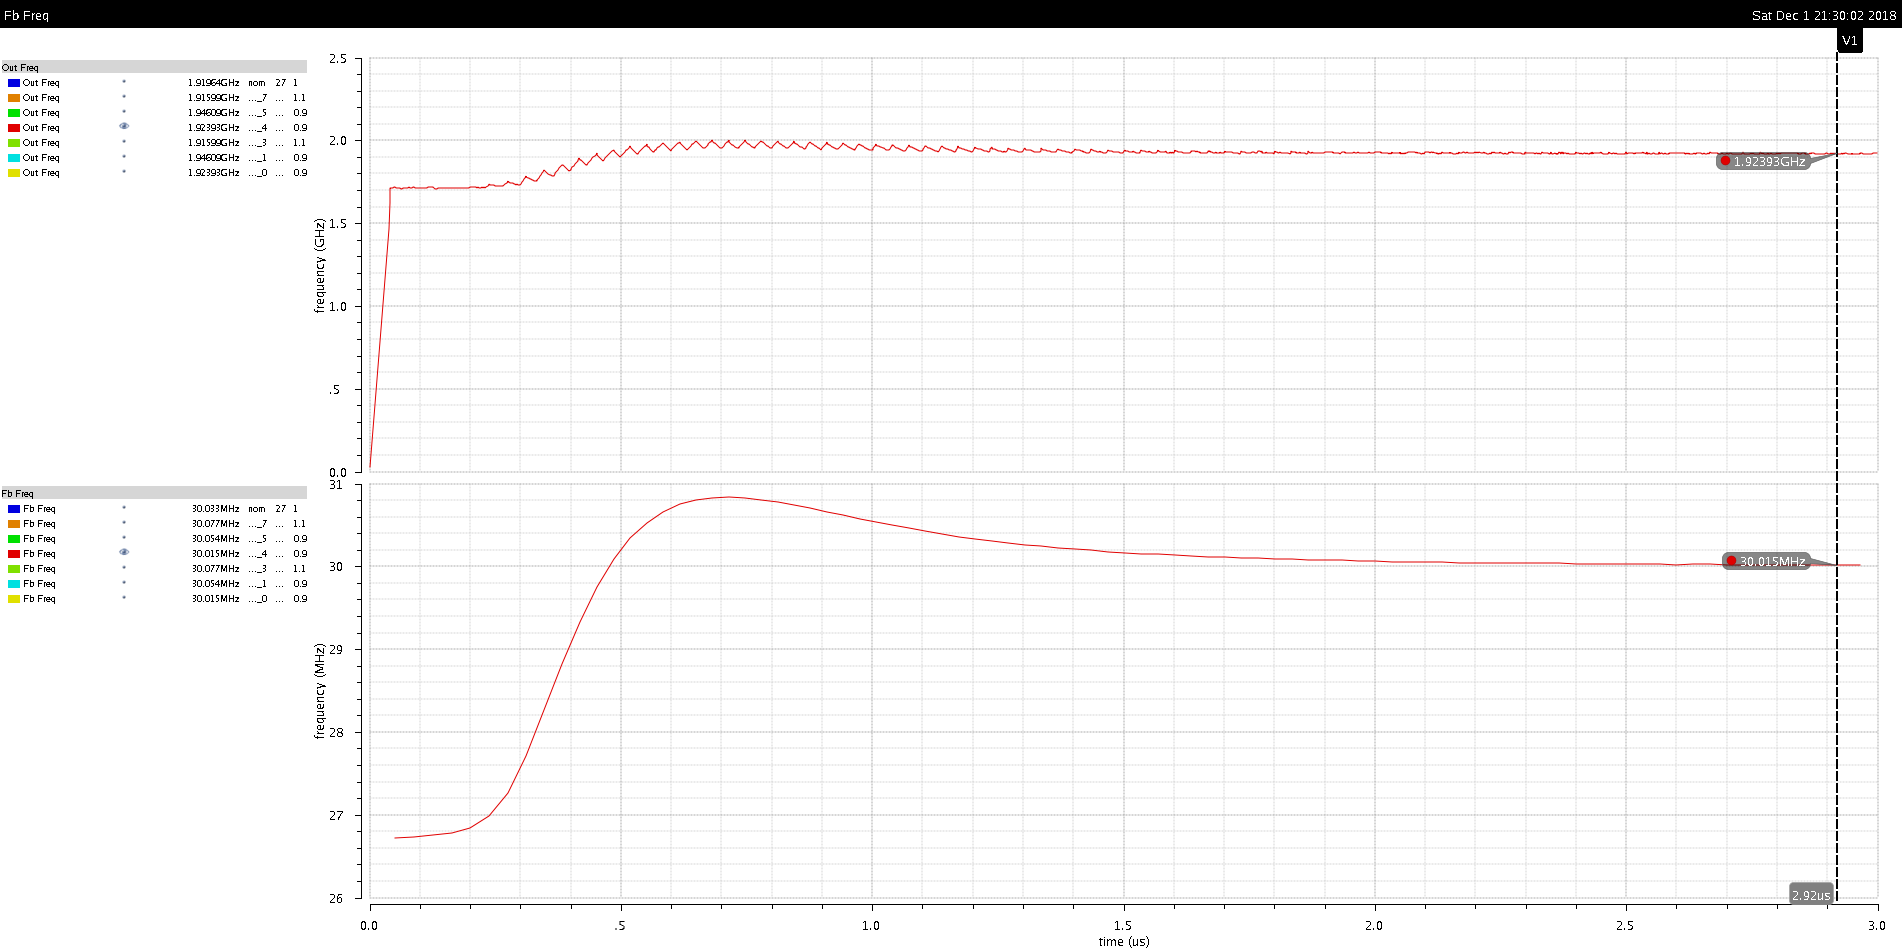 Fb Freq
Sat Dec 1 21:30:02 2018
V1
Out Freq
Out Freq 1.91964GHz nom 27 1
Out Freq 1.91599GHz ..._7 ... 1.1
Out Freq 1.94609GHz ..._5 ... 0.9
Out Freq 1.92393GHz ..._4 ... 0.9
Out Freq 1.91599GHz ..._3 ... 1.1
Out Freq 1.94609GHz ..._1 ... 0.9
Out Freq 1.92393GHz ..._0 ... 0.9
frequency (GHz)
2.5
2.0
1.5
1.0
.5
0.0
1.92393GHz
Fb Freq
Fb Freq 30.033MHz nom 27 1
Fb Freq 30.077MHz ..._7 ... 1.1
Fb Freq 30.054MHz ..._5 ... 0.9
Fb Freq 30.015MHz ..._4 ... 0.9
Fb Freq 30.077MHz ..._3 ... 1.1
Fb Freq 30.054MHz ..._1 ... 0.9
Fb Freq 30.015MHz ..._0 ... 0.9
frequency (MHz)
31
30
29
28
27
26
30.015MHz
2.92us
0.0 .5 1.0 1.5 2.0 2.5 3.0
time (us)